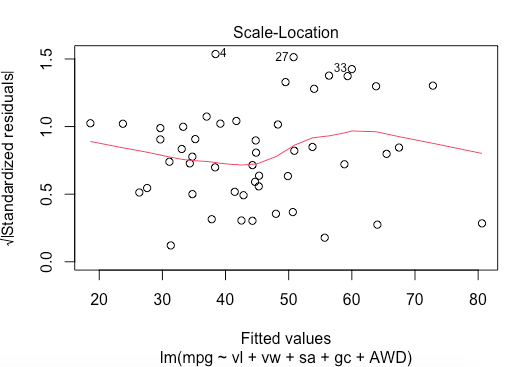 Scale-Location
√|Standardized residuals|
1.5
1.0
0.5
0.0
4
27
33
20 30 40 50 60 70 80
Fitted values
lm(mpg ~ vl + vw + sa + gc + AWD)